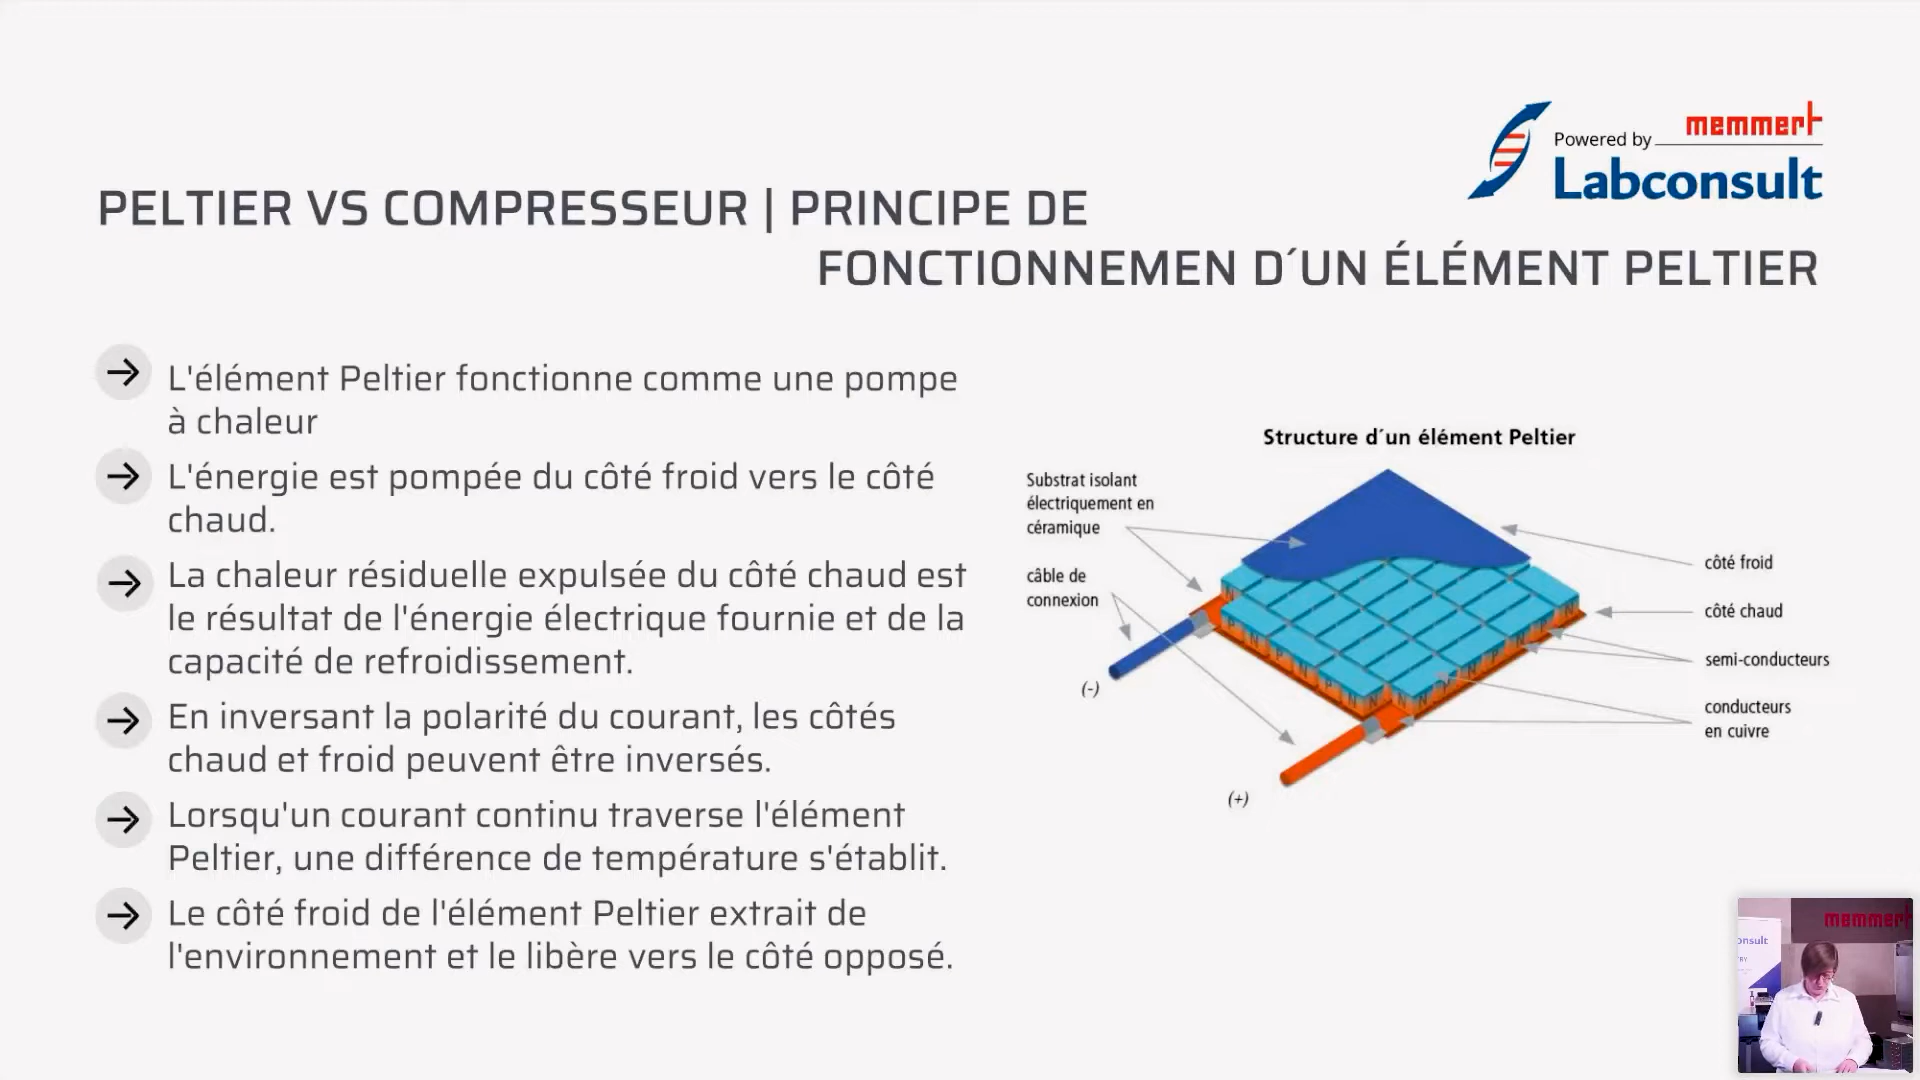 Powered by memmert
Labconsult
PELTIER VS COMPRESSEUR | PRINCIPE DE
FONCTIONNEMEN D´UN ÉLÉMENT PELTIER
L'élément Peltier fonctionne comme une pompe
à chaleur
L'énergie est pompée du côté froid vers le côté
chaud.
La chaleur résiduelle expulsée du côté chaud est
le résultat de l'énergie électrique fournie et de la
capacité de refroidissement.
En inversant la polarité du courant, les côtés
chaud et froid peuvent être inversés.
Lorsqu'un courant continu traverse l'élément
Peltier, une différence de température s'établit.
Le côté froid de l'élément Peltier extrait de
l'environnement et le libère vers le côté opposé.
Structure d´un élément Peltier
Substrat isolant
électriquement en
céramique
câble de
connexion
(-)
(+)
côté froid
côté chaud
semi-conducteurs
conducteurs
en cuivre
memmert
onsult